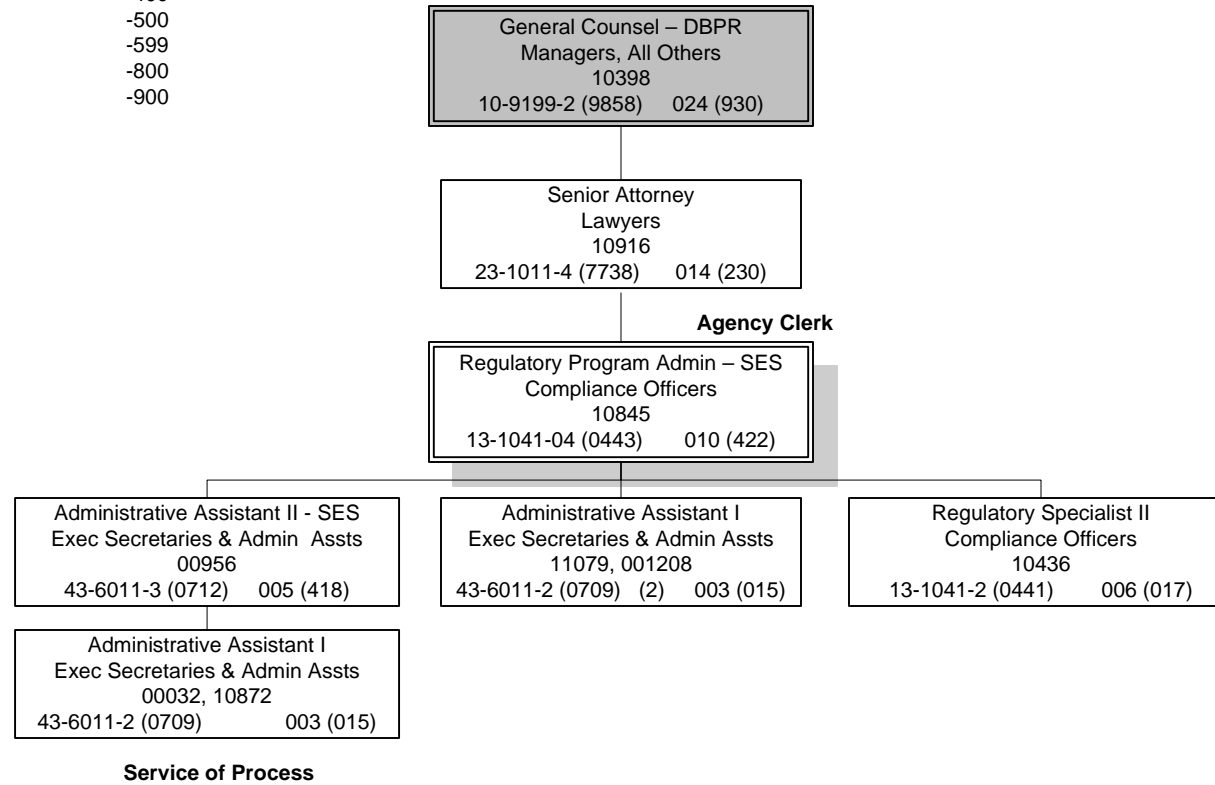 -500
-599
-800
-900
General Counsel – DBPR
Managers, All Others
10398
10-9199-2 (9858) 024 (930)
Senior Attorney
Lawyers
10916
23-1011-4 (7738) 014 (230)
Agency Clerk
Regulatory Program Admin – SES
Compliance Officers
10845
13-1041-04 (0443) 010 (422)
Administrative Assistant II - SES
Exec Secretaries & Admin Assts
00956
43-6011-3 (0712) 005 (418)
Administrative Assistant I
Exec Secretaries & Admin Assts
11079, 001208
43-6011-2 (0709) (2) 003 (015)
Regulatory Specialist II
Compliance Officers
10436
13-1041-2 (0441) 006 (017)
Administrative Assistant I
Exec Secretaries & Admin Assts
00032, 10872
43-6011-2 (0709) 003 (015)
Service of Process